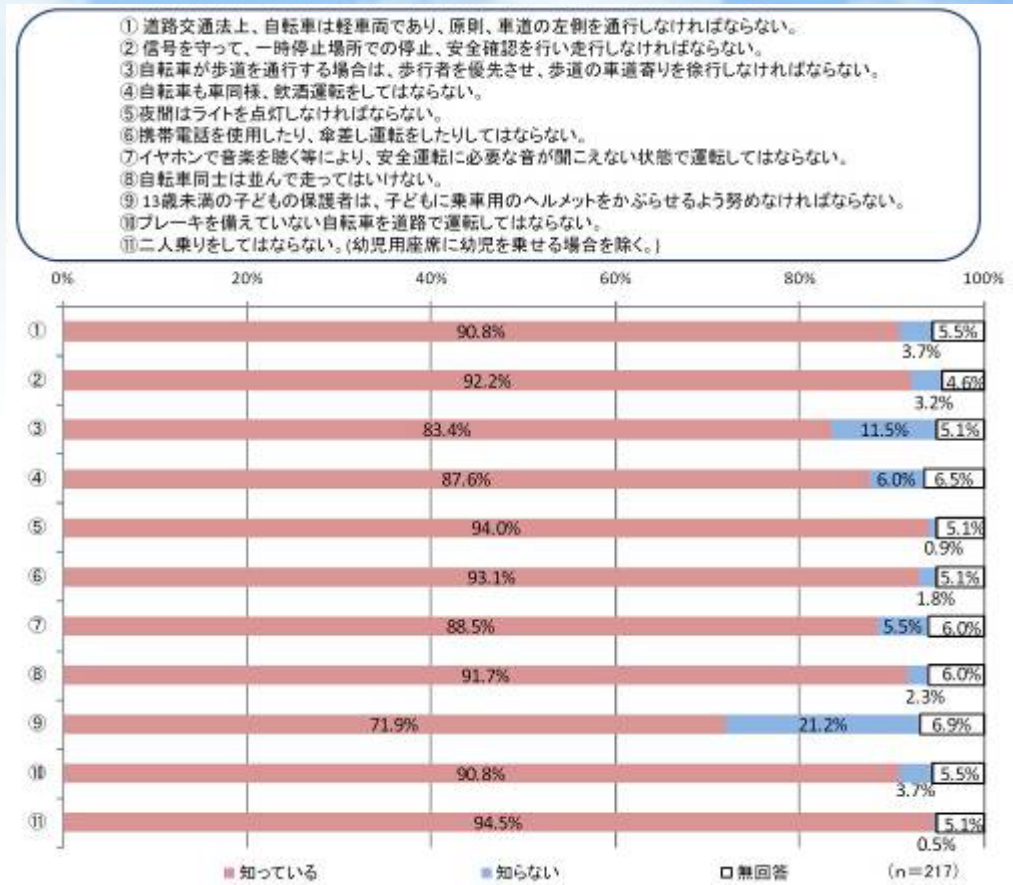 ① 道路交通法上、自転車は軽車両であり、原則、車道の左側を通行しなければならない。
② 信号を守って、一時停止場所での停止、安全確認を行い走行しなければならない。
③自転車が歩道を通行する場合は、歩行者を優先させ、歩道の車道寄りを徐行しなければならない。
④自転車も車同様、飲酒運転をしてはならない。
⑤夜間はライトを点灯しなければならない。
⑥携帯電話を使用したり、傘差し運転をしたりしてはならない。
⑦イヤホンで音楽を聴く等により、安全運転に必要な音が聞こえない状態で運転してはならない。
⑧自転車同士は並んで走ってはいけない。
⑨ 13歳未満の子どもの保護者は、子どもに乗車用のヘルメットをかぶらせるよう努めなければならない。
⑩ブレーキを備えていない自転車を道路で運転してはならない。
⑪二人乗りをしてはならない。(幼児用座席に幼児を乗せる場合を除く。)
0% 20% 40% 60% 80% 100%
① 90.8% 5.5%
3.7%
② 92.2% 4.6%
3.2%
③ 83.4% 11.5% 5.1%
④ 87.6% 6.0% 6.5%
⑤ 94.0% 5.1%
0.9%
⑥ 93.1% 5.1%
1.8%
⑦ 88.5% 5.5% 6.0%
⑧ 91.7% 6.0%
2.3%
⑨ 71.9% 21.2% 6.9%
⑩ 90.8% 5.5%
3.7%
⑪ 94.5% 5.1%
0.5%
知っている 知らない 無回答 (n=217)